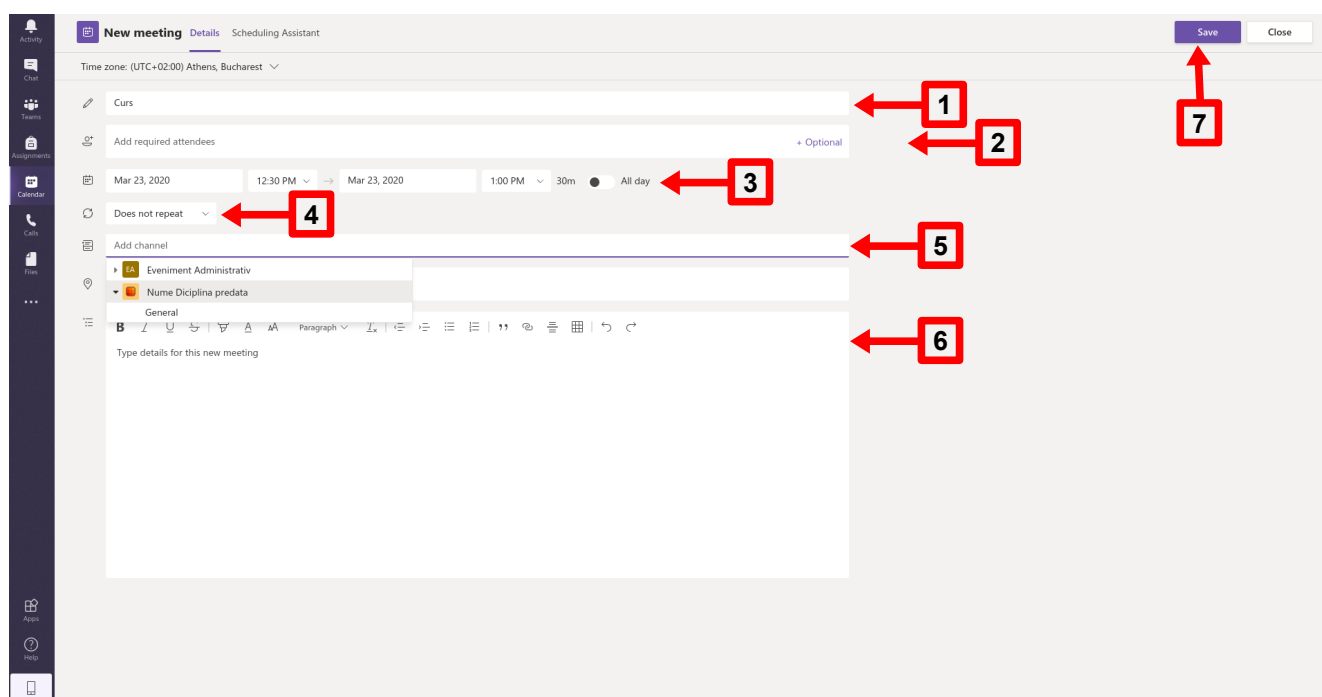 Activity
Chat
Teams
Assignments
Calendar
Calls
Files
Apps
Help
New meeting Details Scheduling Assistant
Save Close
Time zone: (UTC+02:00) Athens, Bucharest
7
Curs
1
Add required attendees + Optional
2
Mar 23, 2020 12:30 PM → Mar 23, 2020 1:00 PM 30m All day
3
Does not repeat
4
Add channel
5
EA Eveniment Administrativ
Nume Diciplina predata
General
B I U S A AA Paragraph
6
Type details for this new meeting